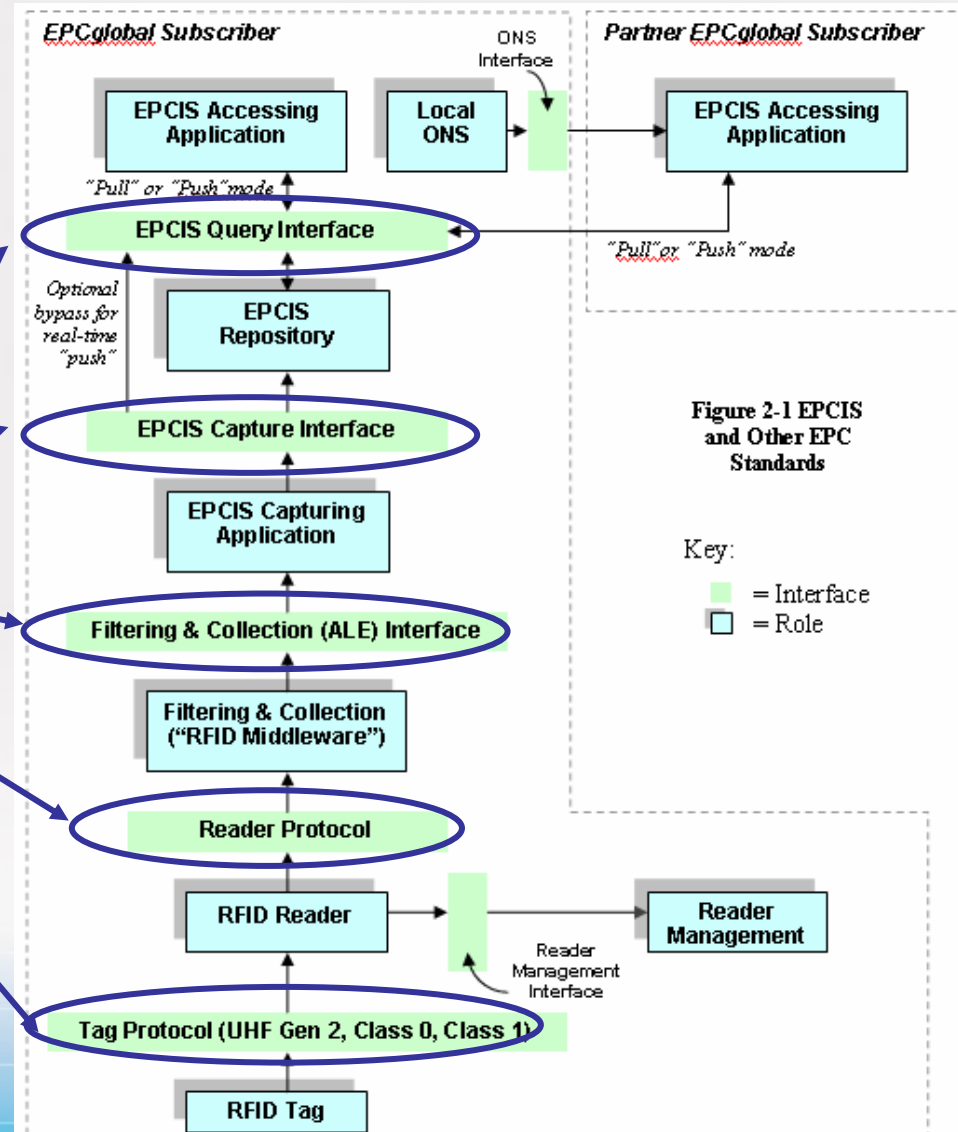 EPCglobal Subscriber
ONS
Interface
Partner EPCglobal Subscriber
EPCIS Accessing
Application
Local
ONS
EPCIS Accessing
Application
"Pull" or "Push" mode
EPCIS Query Interface
"Pull" or "Push" mode
Optional
bypass for
real-time
"push"
EPCIS
Repository
EPCIS Capture Interface
Figure 2-1 EPCIS
and Other EPC
Standards
EPCIS Capturing
Application
Key:
= Interface
= Role
Filtering & Collection (ALE) Interface
Filtering & Collection
("RFID Middleware")
Reader Protocol
RFID Reader
Reader
Management
Reader
Management
Interface
Tag Protocol (UHF Gen 2, Class 0, Class 1)
RFID Tag